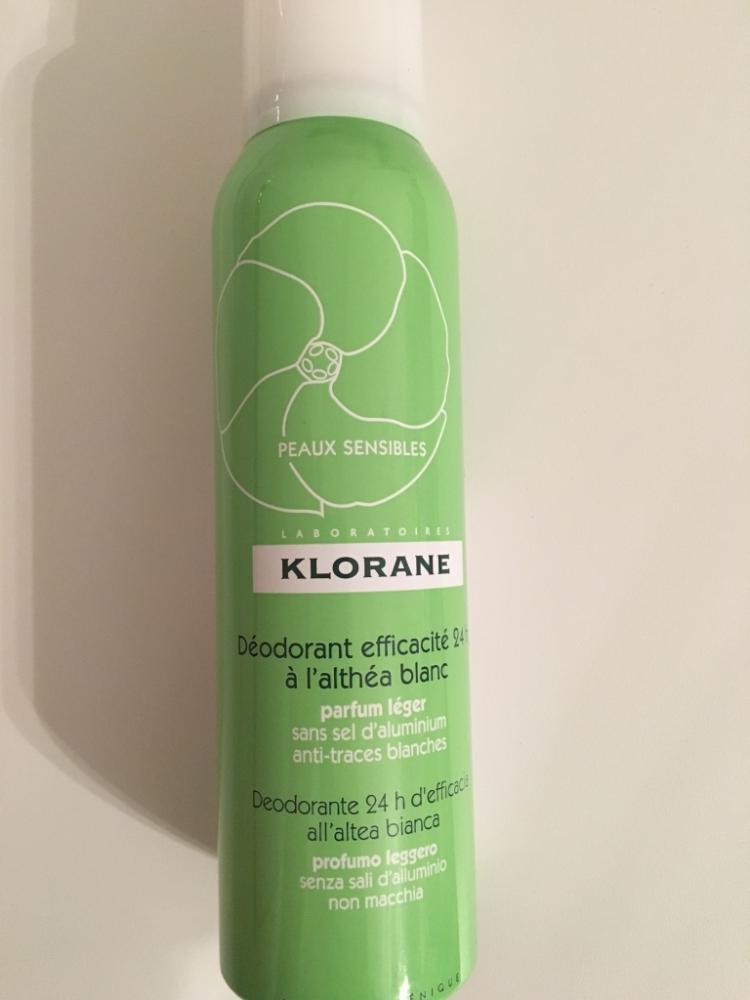 PEAUX SENSIBLES
LABORATOIRES
KLORANE
Déodorant efficacité 24h
à l'althéa blanc
parfum léger
sans sel d'aluminium
anti-traces blanches
Deodorante 24 h d'efficacia
all'altea bianca
profumo leggero
senza sali d'alluminio
non macchia